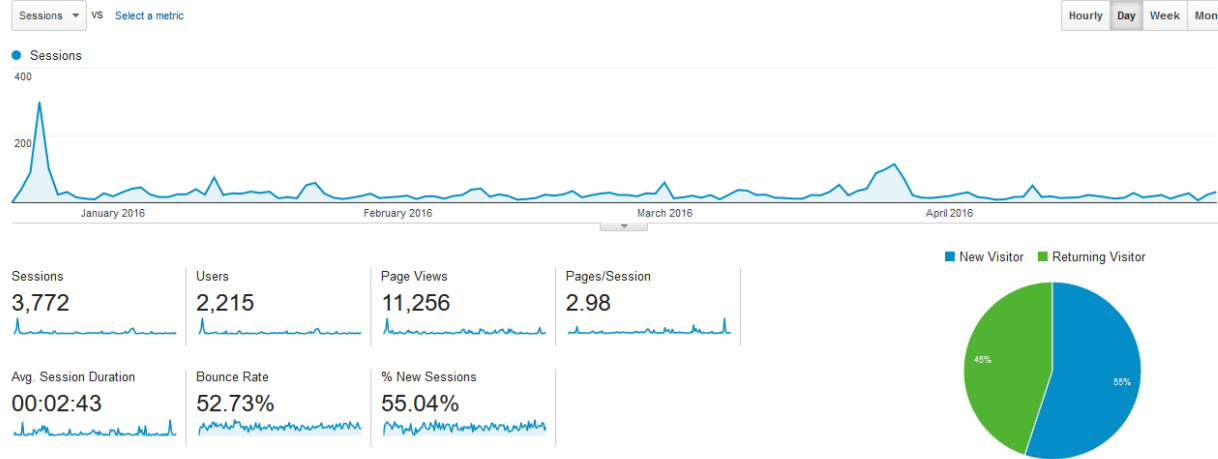 Sessions VS Select a metric Hourly Day Week Mon
Sessions
400
200
January 2016 February 2016 March 2016 April 2016
New Visitor Returning Visitor
Sessions Users Page Views Pages/Session
3,772 2,215 11,256 2.98
45% 55%
Avg. Session Duration Bounce Rate % New Sessions
00:02:43 52.73% 55.04%